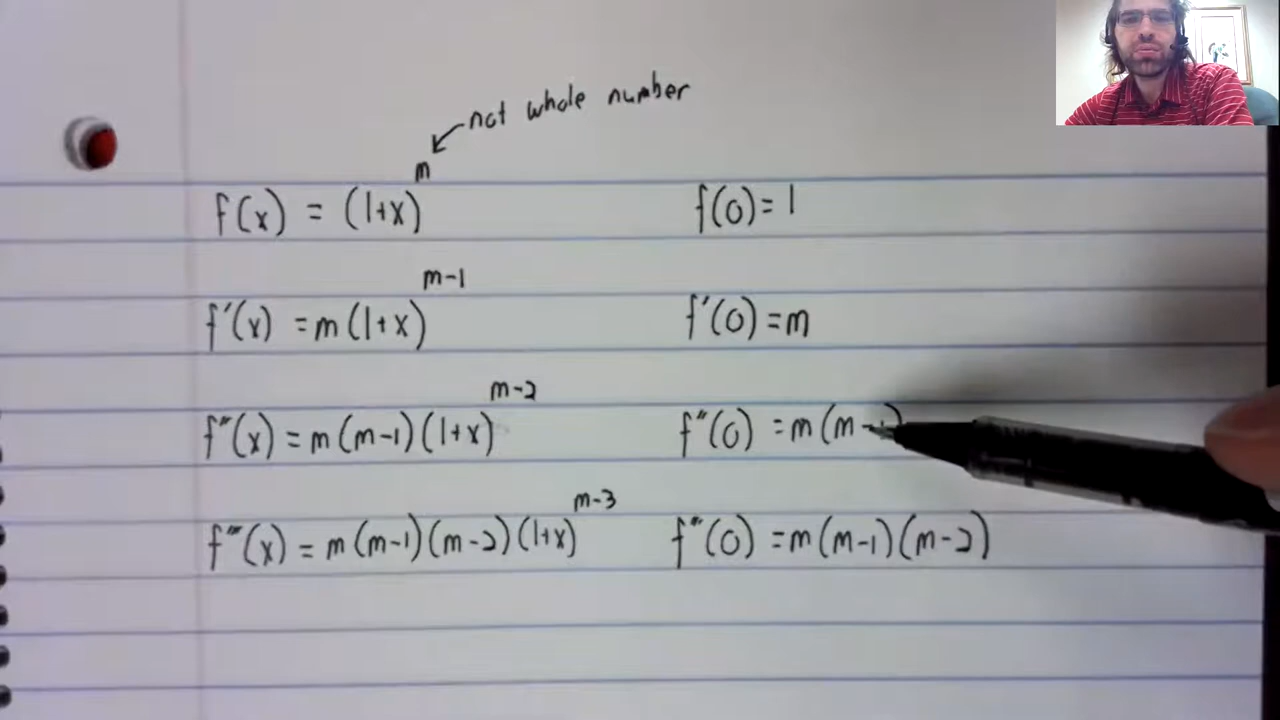 not whole number
f(x) = (1+x)^m f(0)=1
f'(x) =m(1+x)^m-1 f'(0)=m
f''(x) = m(m-1)(1+x)^m-2 f''(0) =m(m-
f'''(x) = m(m-1)(m-2)(1+x)^m-3 f'''(0) =m(m-1)(m-2)